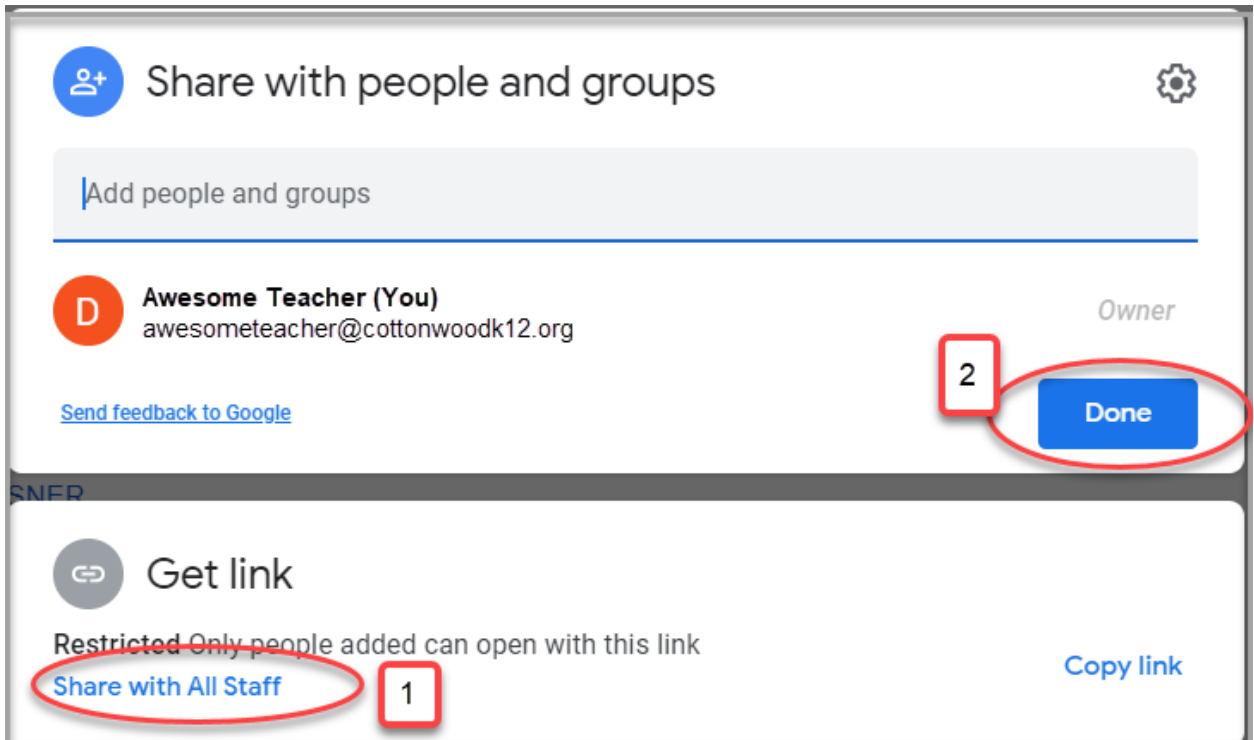 Share with people and groups
Add people and groups
D
Awesome Teacher (You)
awesometeacher@cottonwoodk12.org
Owner
2
Send feedback to Google
Done
SNER
Get link
Restricted Only people added can open with this link
Share with All Staff
1
Copy link